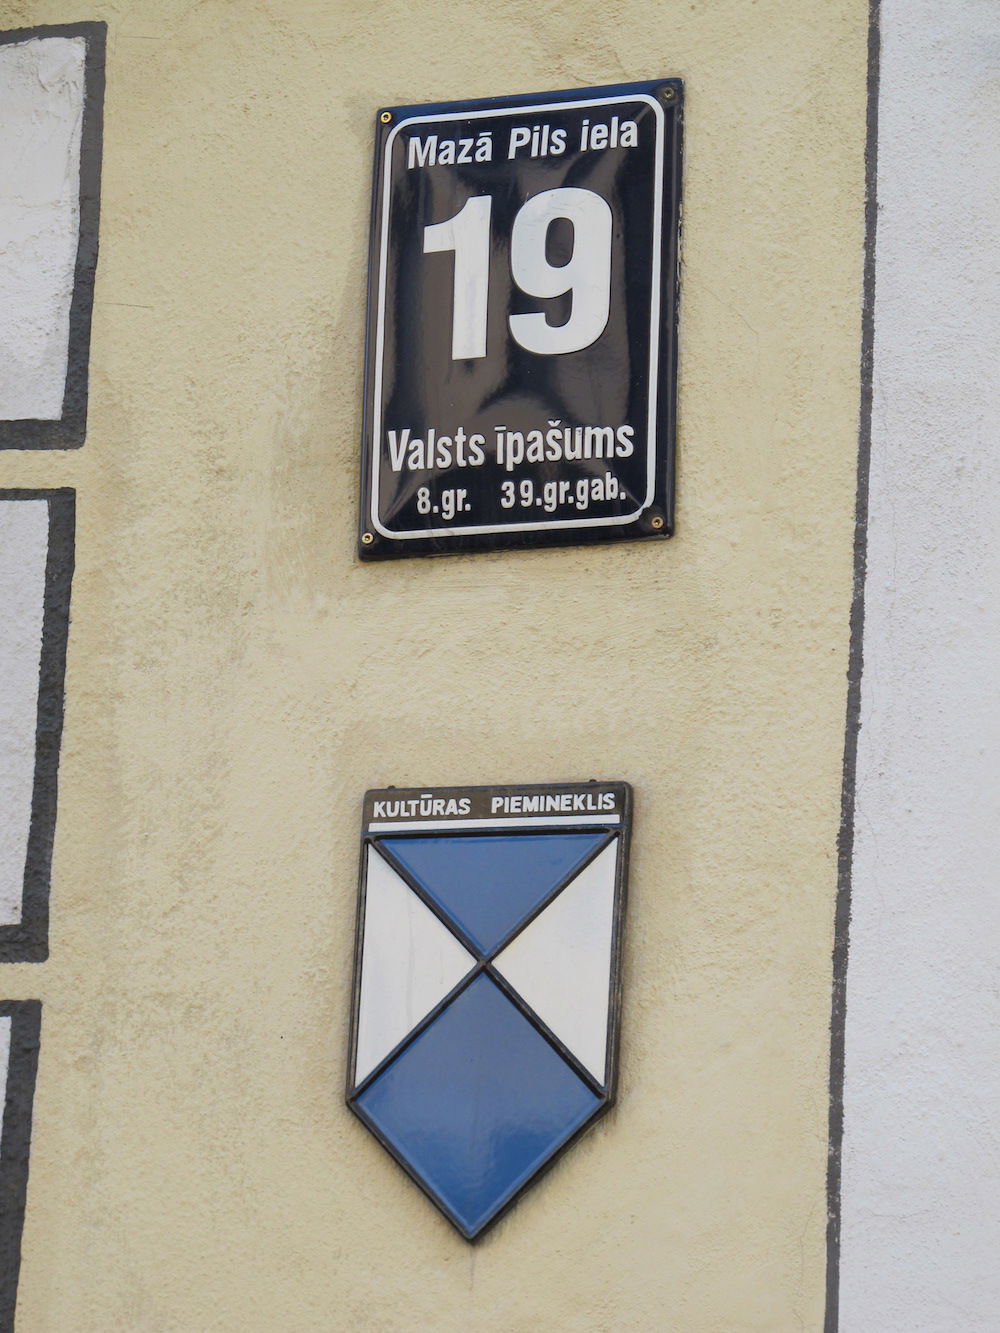 Mazā Pils iela
19
Valsts īpašums
8.gr. 39.gr.gab.
KULTŪRAS PIEMINEKLIS